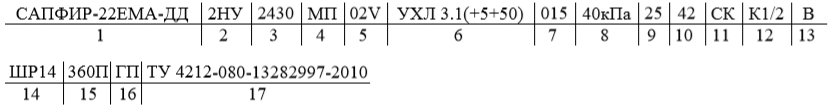 САПФИР-22ЕМА-ДД 2НУ 2430 МП 02V УХЛ 3.1(+5+50) 015 40кПа 25 42 СК К1/2 В
1 2 3 4 5 6 7 8 9 10 11 12 13
ШР14 360П ГП ТУ 4212-080-13282997-2010
14 15 16 17